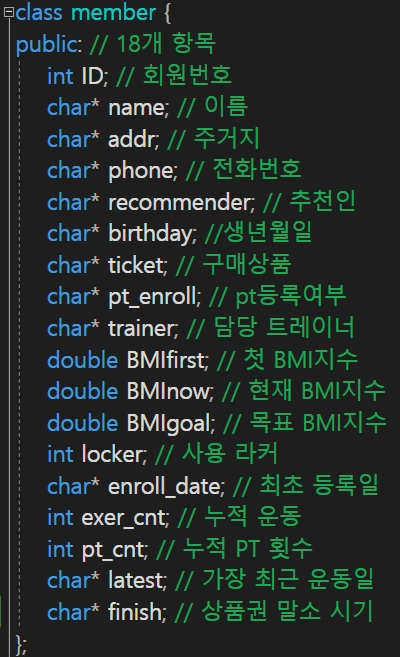 class member {
public: // 18개 항목
int ID; // 회원번호
char* name; // 이름
char* addr; // 주거지
char* phone; // 전화번호
char* recommender; // 추천인
char* birthday; //생년월일
char* ticket; // 구매상품
char* pt_enroll; // pt등록여부
char* trainer; // 담당 트레이너
double BMIfirst; // 첫 BMI지수
double BMInow; // 현재 BMI지수
double BMIgoal; // 목표 BMI지수
int locker; // 사용 라커
char* enroll_date; // 최초 등록일
int exer_cnt; // 누적 운동
int pt_cnt; // 누적 PT 횟수
char* latest; // 가장 최근 운동일
char* finish; // 상품권 말소 시기
};